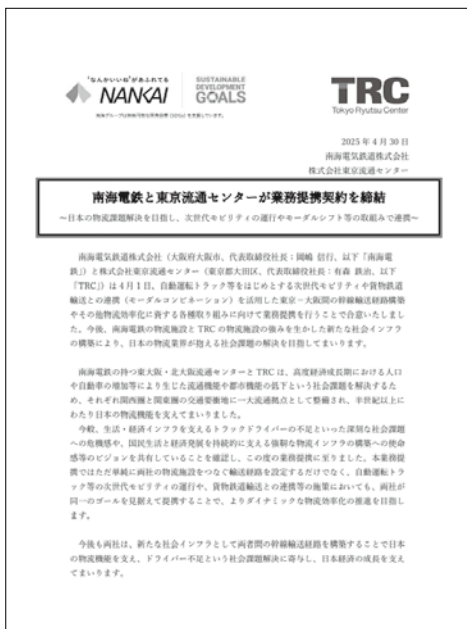 'なんかいいね'があふれてる
NANKAI
SUSTAINABLE
DEVELOPMENT
GOALS
南海グループは持続可能な開発目標（SDGs）を支援しています。
TRC
Tokyo Ryutsu Center
2025年4月30日
南海電気鉄道株式会社
株式会社東京流通センター
南海電鉄と東京流通センターが業務提携契約を締結
～日本の物流課題解決を目指し、次世代モビリティの運行やモーダルシフト等の取組みで連携～
南海電気鉄道株式会社（大阪府大阪市、代表取締役社長：岡嶋 信行、以下「南海電
鉄」）と株式会社東京流通センター（東京都大田区、代表取締役社長：有森 鉄治、以下
「TRC」）は4月1日、自動運転トラック等をはじめとする次世代モビリティや貨物鉄道
輸送との連携（モーダルコンビネーション）を活用した東京－大阪間の幹線輸送経路構築
やその他物流効率化に資する各種取り組みに向けて業務提携を行うことで合意いたしまし
た。今後、南海電鉄の物流施設とTRCの物流施設の強みを生かした新たな社会インフラ
の構築により、日本の物流業界が抱える社会課題の解決を目指してまいります。
南海電鉄の持つ東大阪・北大阪流通センターとTRCは、高度経済成長期における人口
や自動車の増加等により生じた流通機能や都市機能の低下という社会課題を解決するた
め、それぞれ関西圏と関東圏の交通要衝地に一大流通拠点として整備され、半世紀以上に
わたり日本の物流機能を支えてまいりました。
今般、生活・経済インフラを支えるトラックドライバーの不足といった深刻な社会課題
への危機感や、国民生活と経済発展を持続的に支える強靭な物流インフラの構築への使命
感等のビジョンを共有していることを確認し、この度の業務提携に至りました。本業務提
携ではただ単純に両社の物流施設をつなぐ輸送経路を設定するだけでなく、自動運転トラ
ック等の次世代モビリティの運行や、貨物鉄道輸送との連携等の施策においても、両社が
同一のゴールを見据えて提携することで、よりダイナミックな物流効率化の推進を目指し
ます。
今後も両社は、新たな社会インフラとして両者間の幹線輸送経路を構築することで日本
の物流機能を支え、ドライバー不足という社会課題解決に寄与し、日本経済の成長を支え
てまいります。